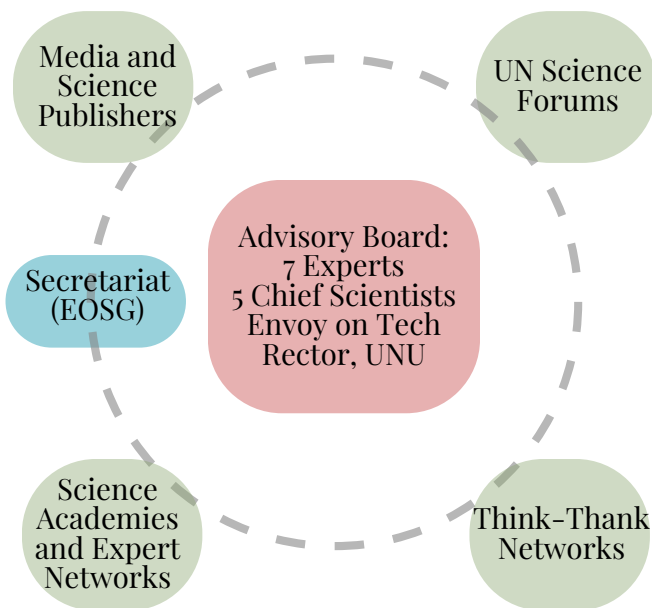 Media and
Science
Publishers
UN Science
Forums
Advisory Board:
7 Experts
5 Chief Scientists
Envoy on Tech
Rector, UNU
Secretariat
(EOSG)
Science
Academies
and Expert
Networks
Think-Thank
Networks